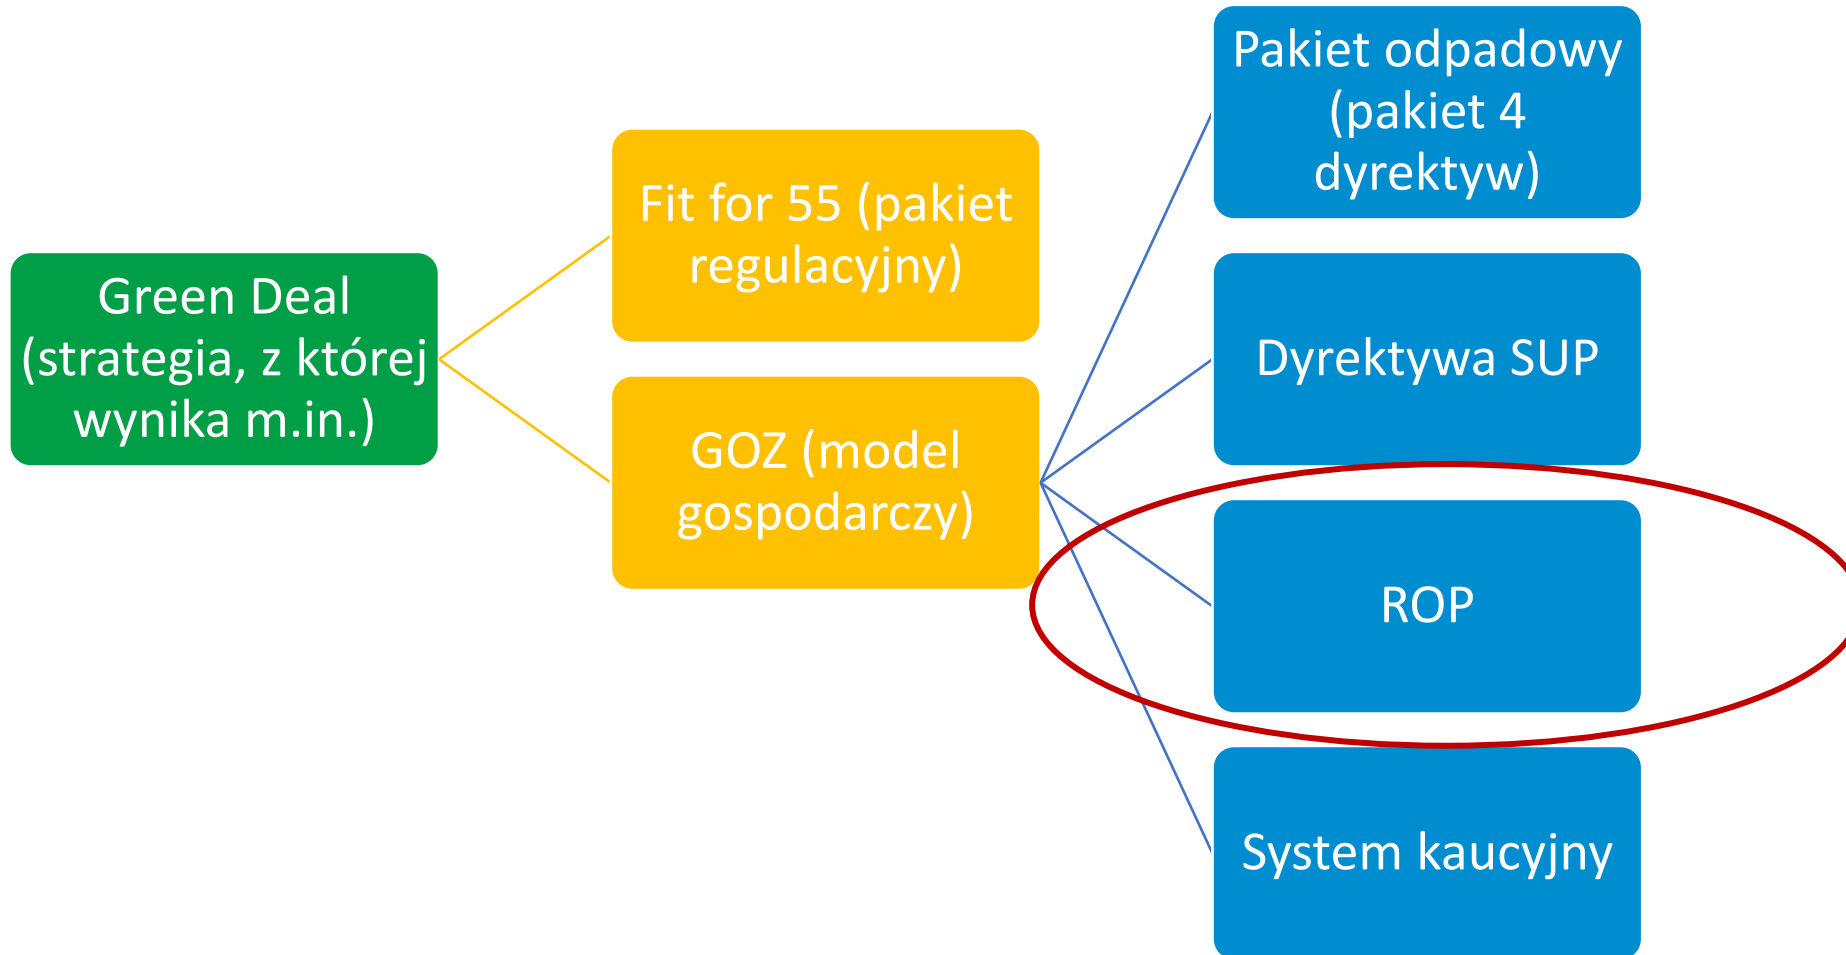 Green Deal
(strategia, z której
wynika m.in.)
Fit for 55 (pakiet
regulacyjny)
GOZ (model
gospodarczy)
Pakiet odpadowy
(pakiet 4
dyrektyw)
Dyrektywa SUP
ROP
System kaucyjny